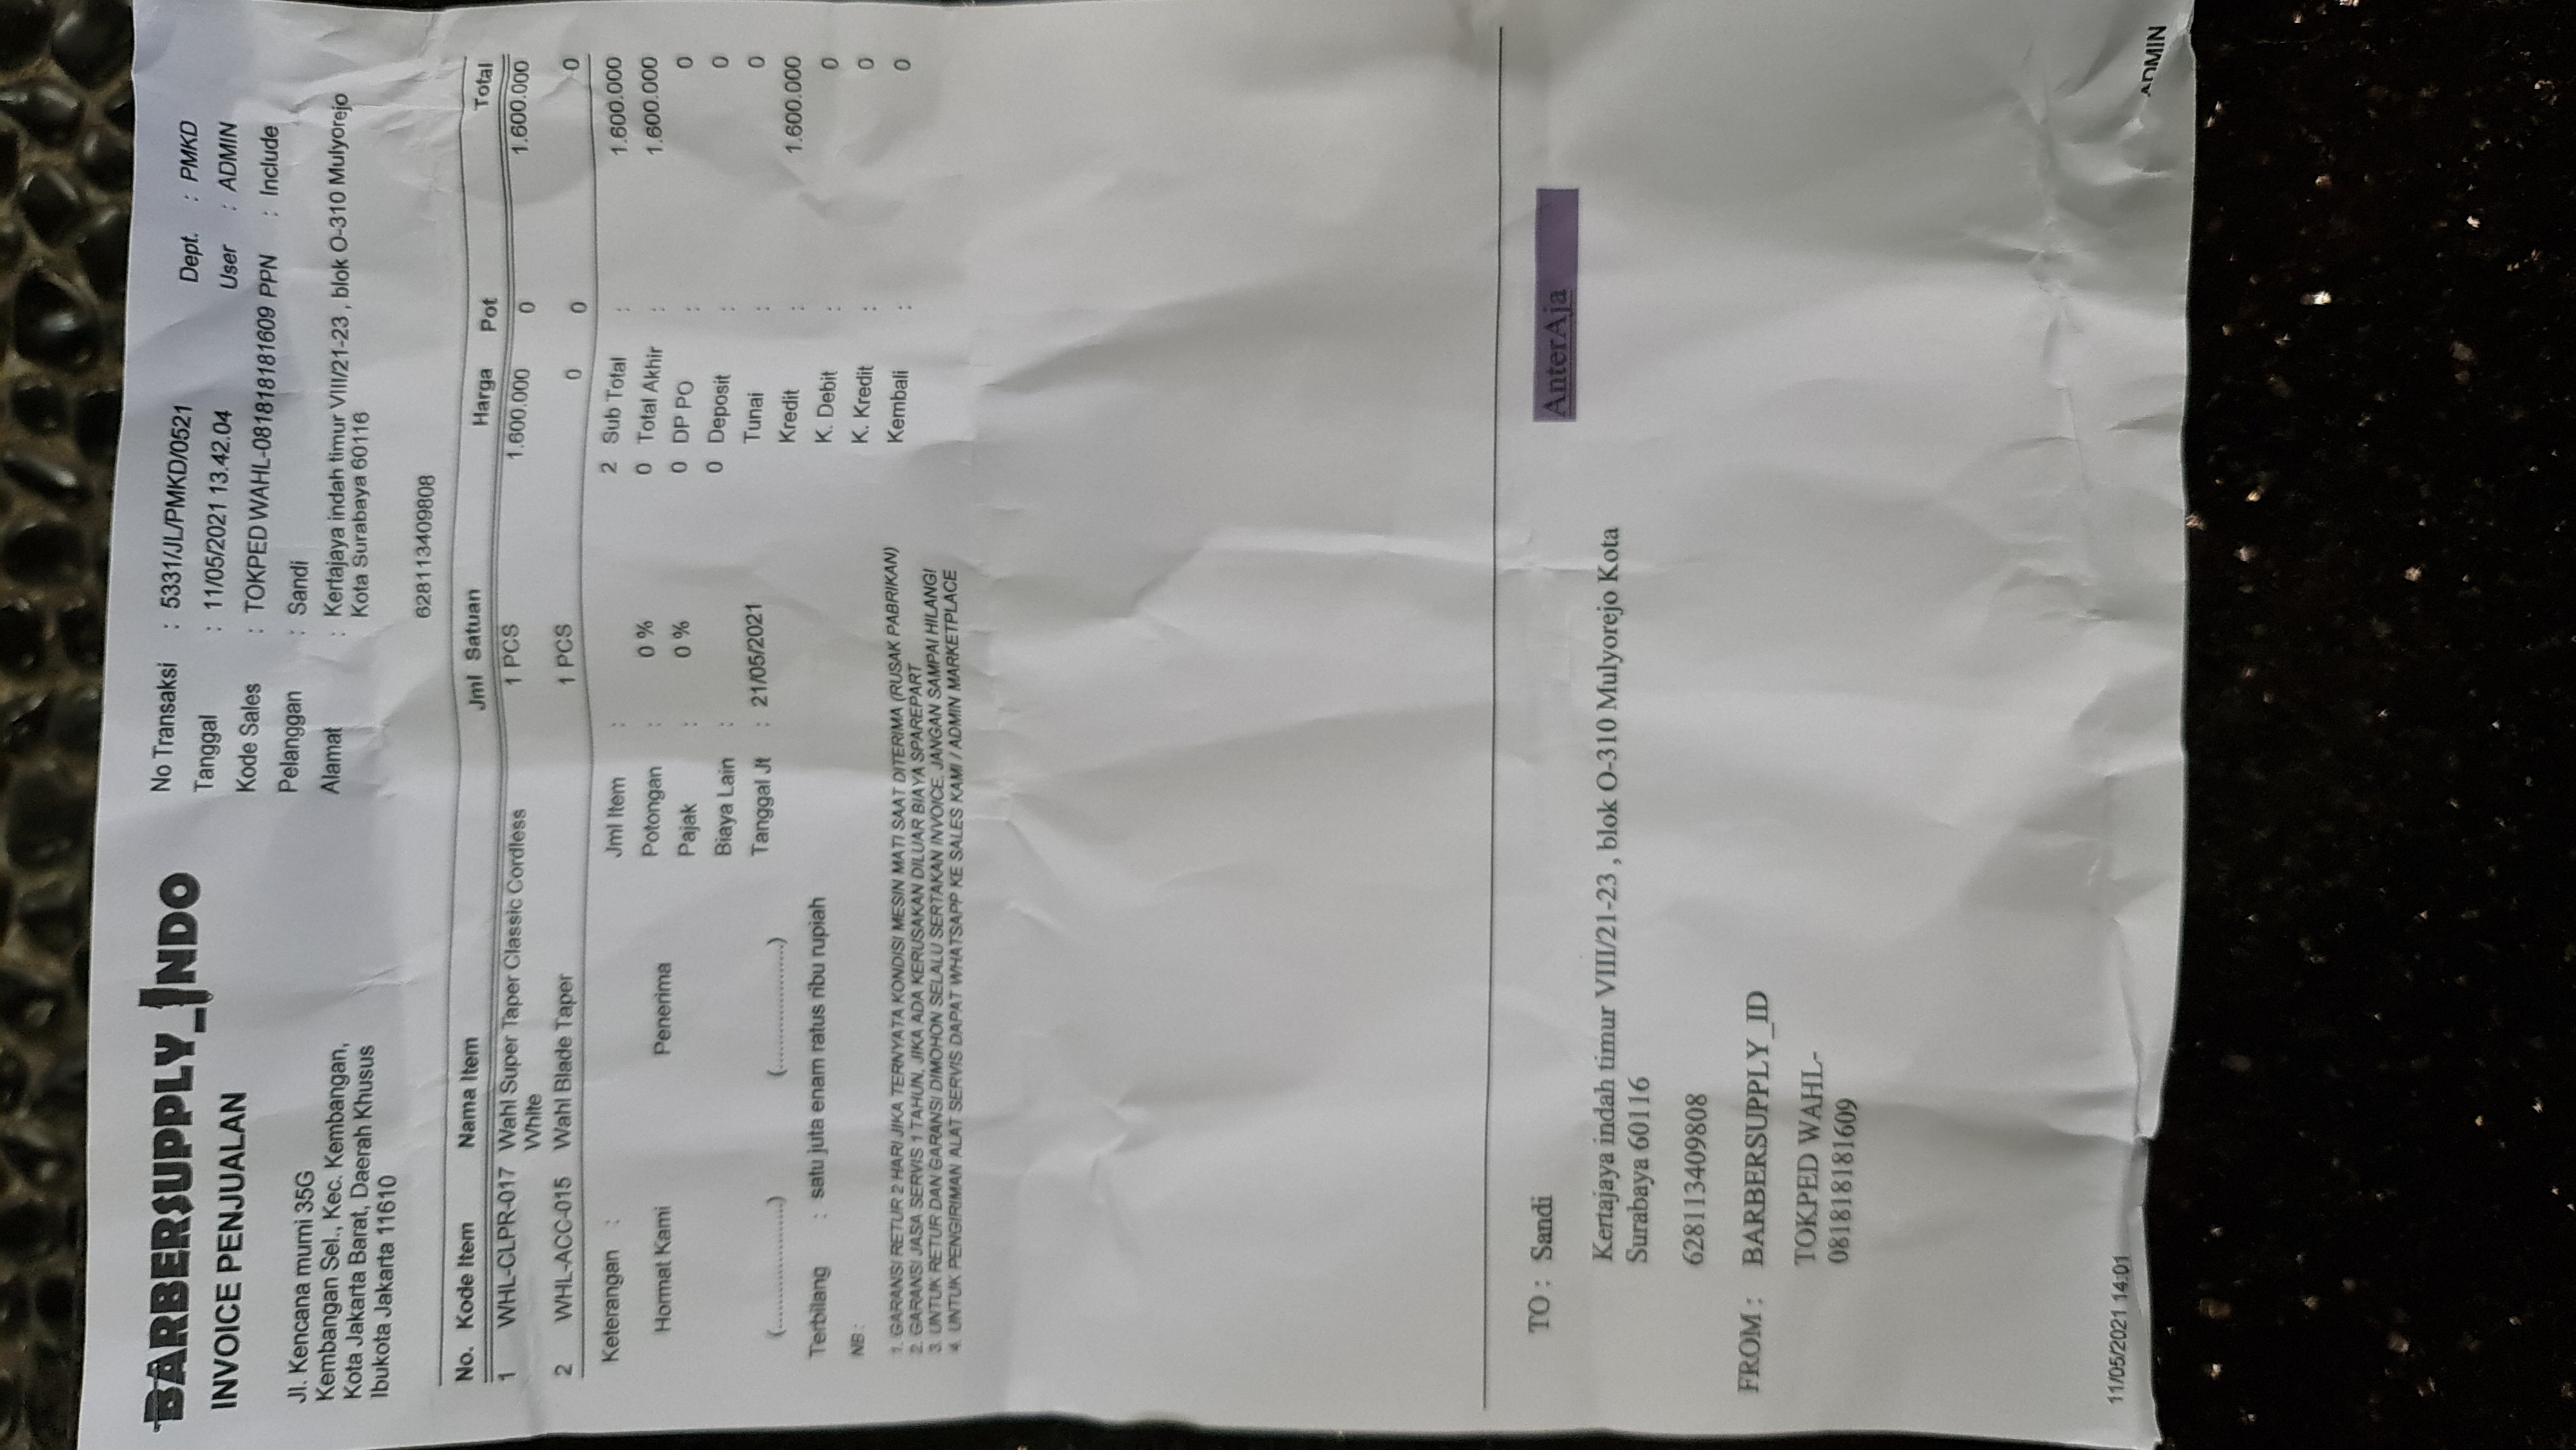 BARBERSUPPLY_INDO
INVOICE PENJUALAN
Jl. Kencana murni 35G
Kembangan Sel., Kec. Kembangan,
Kota Jakarta Barat, Daerah Khusus
Ibukota Jakarta 11610
No Transaksi : 5331/JL/PMKD/0521 Dept. : PMKD
Tanggal : 11/05/2021 13.42.04 User : ADMIN
Kode Sales : TOKPED WAHL-081818181609 PPN : Include
Pelanggan : Sandi
Alamat : Kertajaya indah timur VIII/21-23 , blok O-310 Mulyorejo
Kota Surabaya 60116
628113409808
No. Kode Item Nama Item Jml Satuan Harga Pot Total
1 WHL-CLPR-017 Wahl Super Taper Classic Cordless 1 PCS 1.600.000 0 1.600.000
White
2 WHL-ACC-015 Wahl Blade Taper 1 PCS 0 0 0
Keterangan : Jml Item : 2 Sub Total : 1.600.000
Hormat Kami Penerima Potongan : 0 % 0 Total Akhir : 1.600.000
Pajak : 0 % 0 DP PO : 0
Biaya Lain : 0 Deposit : 0
(......................) (......................) Tanggal Jt : 21/05/2021 Tunai : 0
Kredit : 1.600.000
Terbilang : satu juta enam ratus ribu rupiah K. Debit : 0
NB : K. Kredit : 0
Kembali : 0
1. GARANSI RETUR 2 HARI JIKA TERNYATA KONDISI MESIN MATI SAAT DITERIMA (RUSAK PABRIKAN)
2. GARANSI JASA SERVIS 1 TAHUN, JIKA ADA KERUSAKAN DILUAR BIAYA SPAREPART
3. UNTUK RETUR DAN GARANSI DIMOHON SELALU SERTAKAN INVOICE, JANGAN SAMPAI HILANG!
4. UNTUK PENGIRIMAN ALAT SERVIS DAPAT WHATSAPP KE SALES KAMI / ADMIN MARKETPLACE
TO : Sandi AnterAja
Kertajaya indah timur VIII/21-23 , blok O-310 Mulyorejo Kota
Surabaya 60116
628113409808
FROM : BARBERSUPPLY_ID
TOKPED WAHL-
081818181609
11/05/2021 14:01
ADMIN